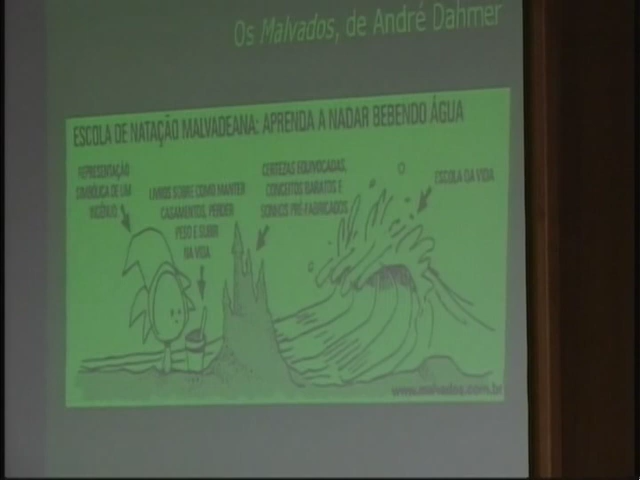 Os Malvados, de André Dahmer
ESCOLA DE NATAÇÃO MALVADEANA: APRENDA A NADAR BEBENDO ÁGUA
REPRESENTAÇÃO
SIMBÓLICA DE UM
INGÊNUO
LIVROS SOBRE COMO MANTER
CASAMENTOS, PERDER
PESO E SUBIR
NA VIDA
CERTEZAS EQUIVOCADAS,
CONCEITOS BARATOS E
SONHOS PRÉ-FABRICADOS
ESCOLA DA VIDA
www.malvados.com.br